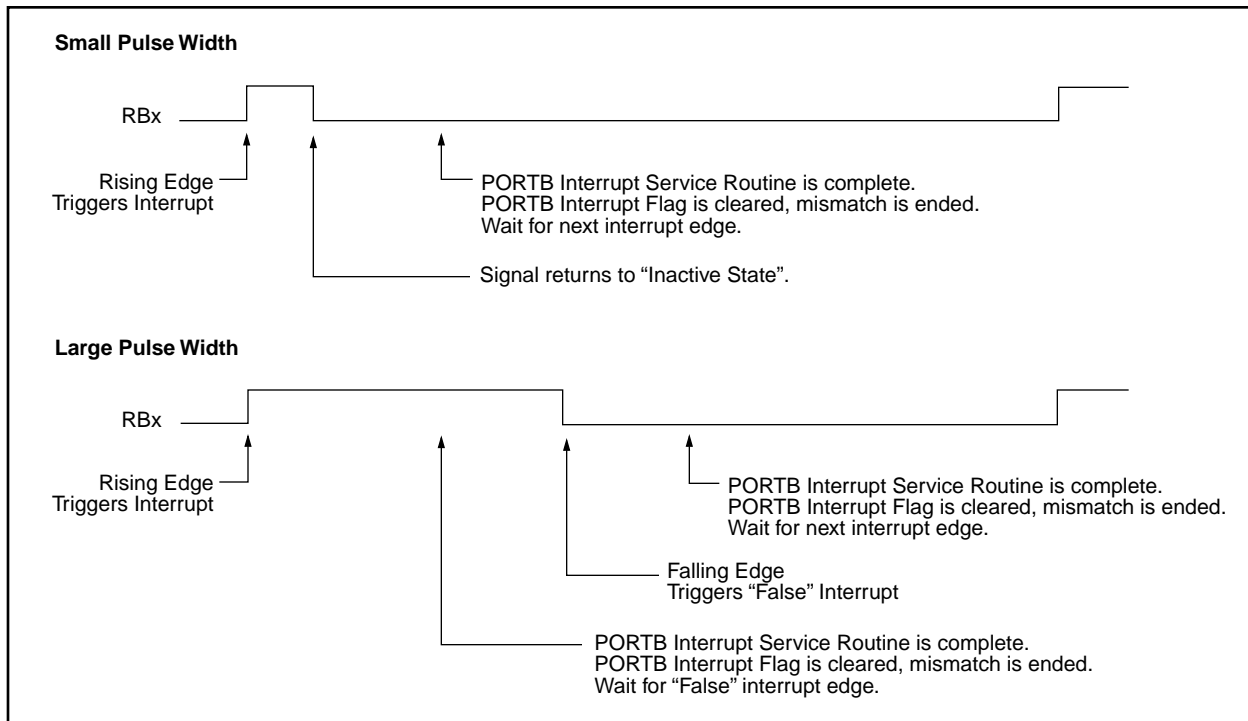 Small Pulse Width
RBx
Rising Edge
Triggers Interrupt
PORTB Interrupt Service Routine is complete.
PORTB Interrupt Flag is cleared, mismatch is ended.
Wait for next interrupt edge.
Signal returns to “Inactive State”.
Large Pulse Width
RBx
Rising Edge
Triggers Interrupt
PORTB Interrupt Service Routine is complete.
PORTB Interrupt Flag is cleared, mismatch is ended.
Wait for next interrupt edge.
Falling Edge
Triggers “False” Interrupt
PORTB Interrupt Service Routine is complete.
PORTB Interrupt Flag is cleared, mismatch is ended.
Wait for “False” interrupt edge.